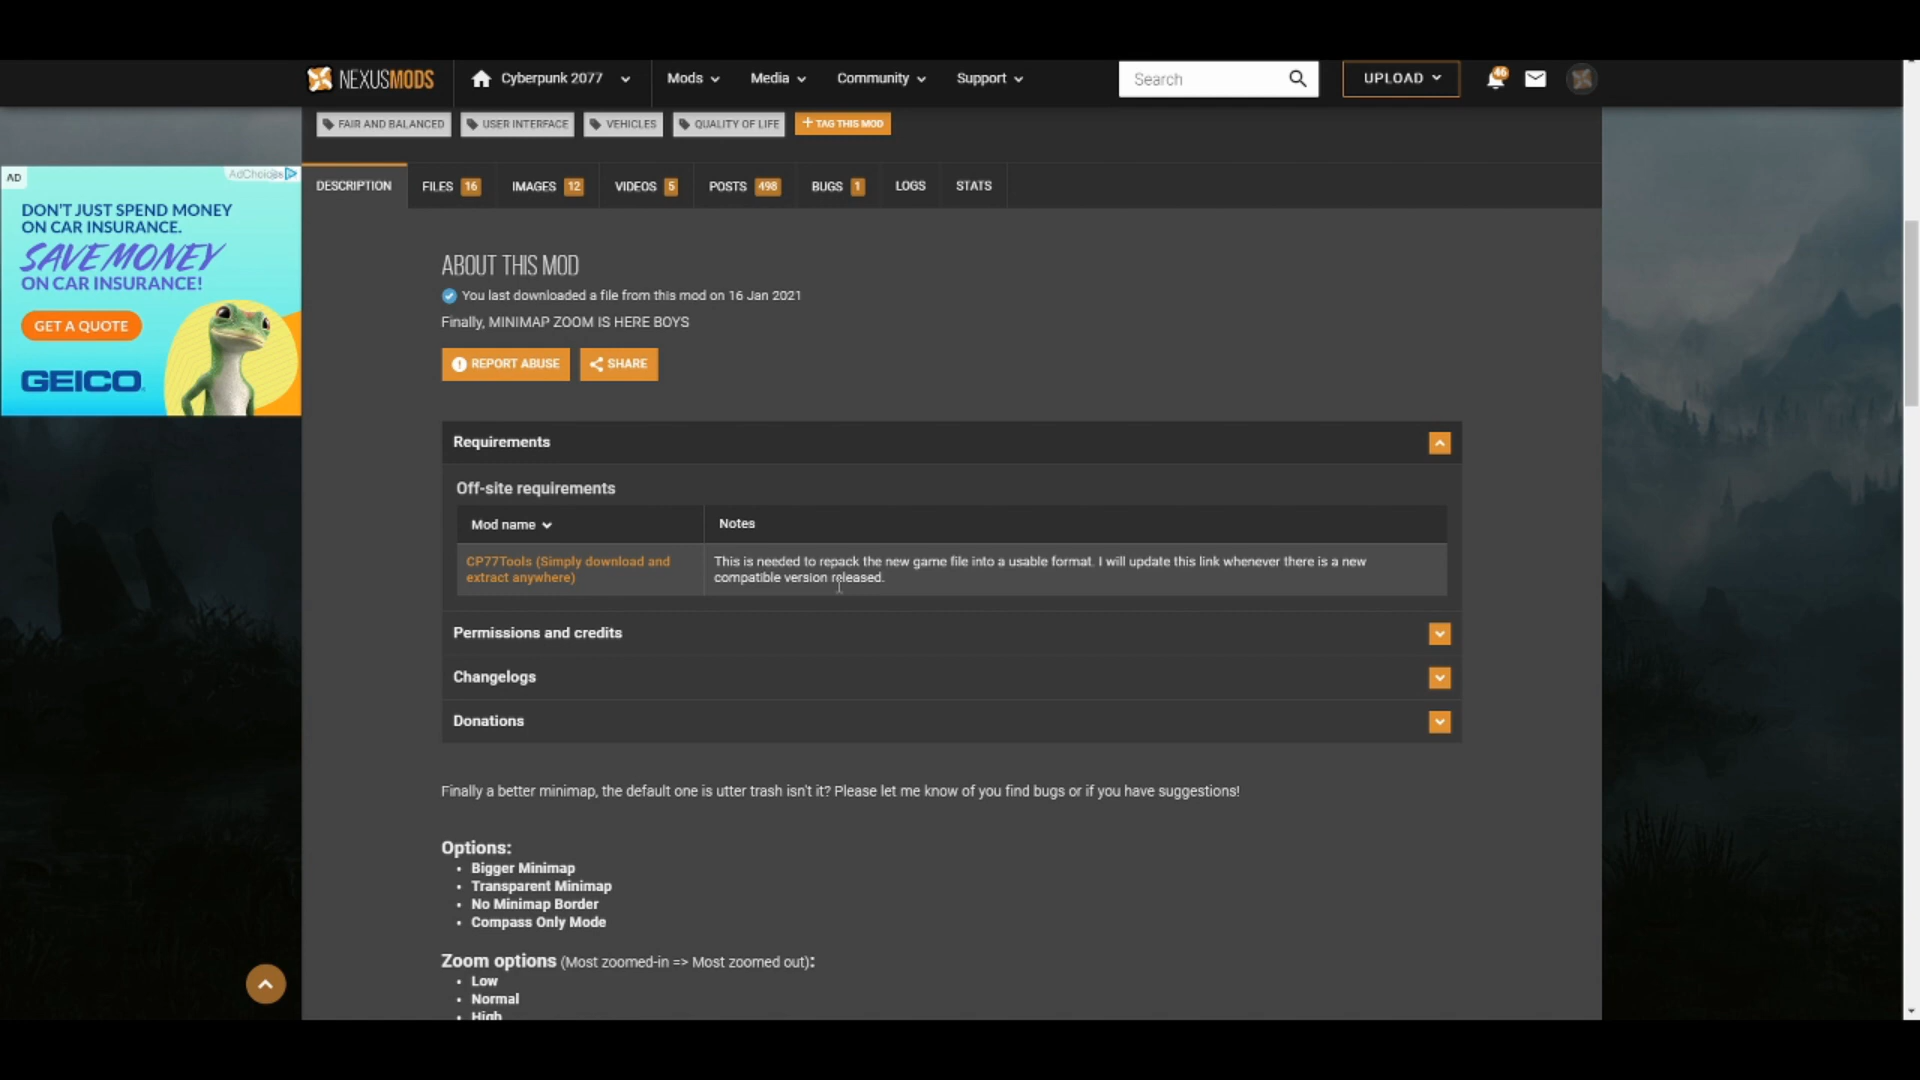 NEXUSMODS
Cyberpunk 2077
Mods
Media
Community
Support
Search
UPLOAD
46
FAIR AND BALANCED
USER INTERFACE
VEHICLES
QUALITY OF LIFE
+ TAG THIS MOD
AD
AdChoices
DON'T JUST SPEND MONEY
ON CAR INSURANCE.
SAVE MONEY
ON CAR INSURANCE!
GET A QUOTE
GEICO
DESCRIPTION
FILES 16
IMAGES 12
VIDEOS 5
POSTS 498
BUGS 1
LOGS
STATS
ABOUT THIS MOD
You last downloaded a file from this mod on 16 Jan 2021
Finally, MINIMAP ZOOM IS HERE BOYS
REPORT ABUSE
SHARE
Requirements
Off-site requirements
Mod name
Notes
CP77Tools (Simply download and
extract anywhere)
This is needed to repack the new game file into a usable format. I will update this link whenever there is a new
compatible version released.
Permissions and credits
Changelogs
Donations
Finally a better minimap, the default one is utter trash isn't it? Please let me know of you find bugs or if you have suggestions!
Options:
• Bigger Minimap
• Transparent Minimap
• No Minimap Border
• Compass Only Mode
Zoom options (Most zoomed-in => Most zoomed out):
• Low
• Normal
• High